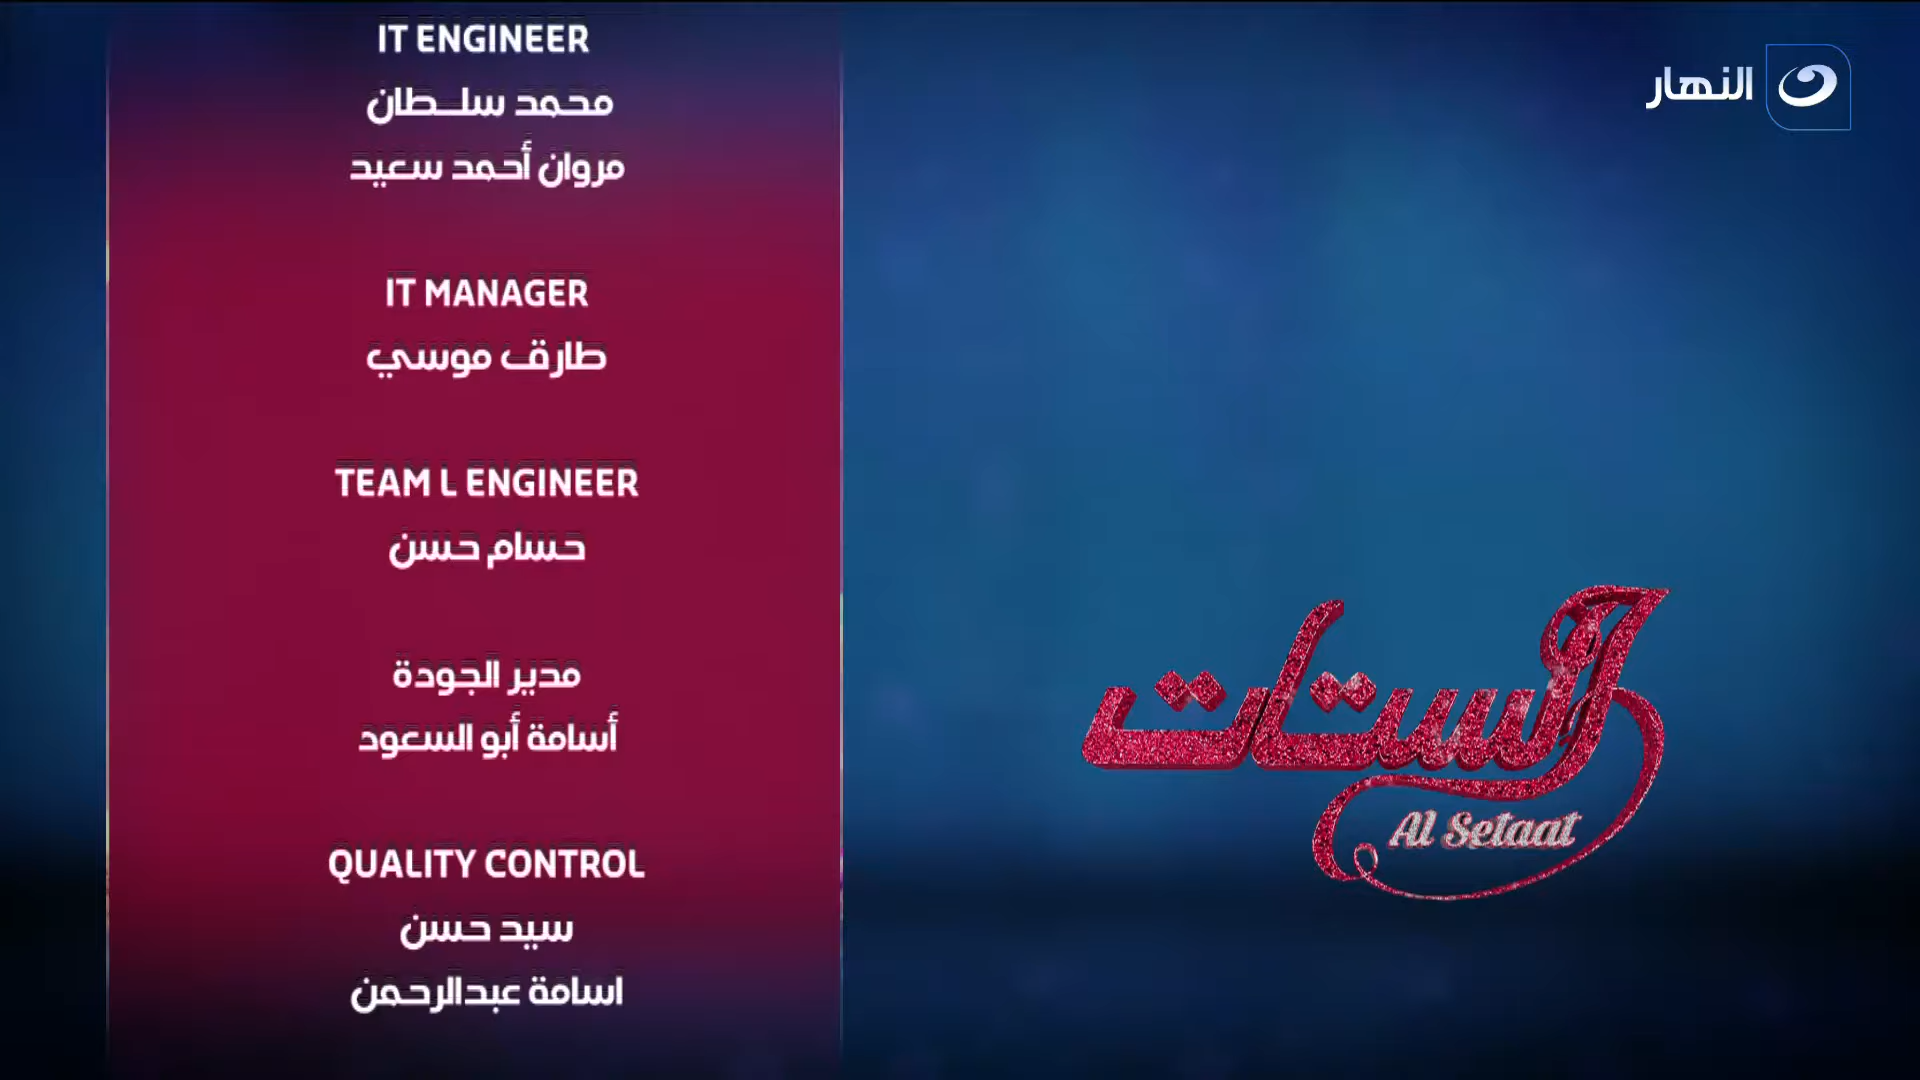 IT ENGINEER
محمد سلطان
مروان أحمد سعيد
IT MANAGER
طارق موسي
TEAM L ENGINEER
حسام حسن
مدير الجودة
أسامة أبو السعود
QUALITY CONTROL
سيد حسن
اسامة عبدالرحمن
النهار
الستات
Al Setaat